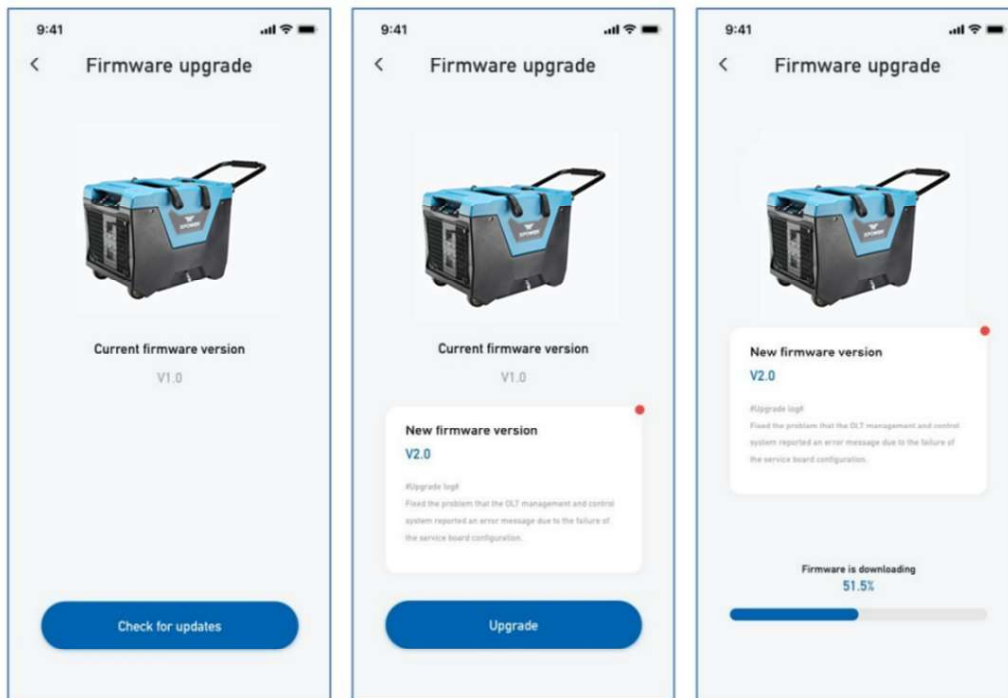 9:41
Firmware upgrade
XPOWER
Current firmware version
V1.0
Check for updates
9:41
Firmware upgrade
XPOWER
Current firmware version
V1.0
New firmware version
V2.0
#Upgrade log#
Fixed the problem that the OLT management and control
system reported an error message due to the failure of
the service board configuration.
Upgrade
9:41
Firmware upgrade
XPOWER
New firmware version
V2.0
#Upgrade log#
Fixed the problem that the OLT management and control
system reported an error message due to the failure of
the service board configuration.
Firmware is downloading
51.5%